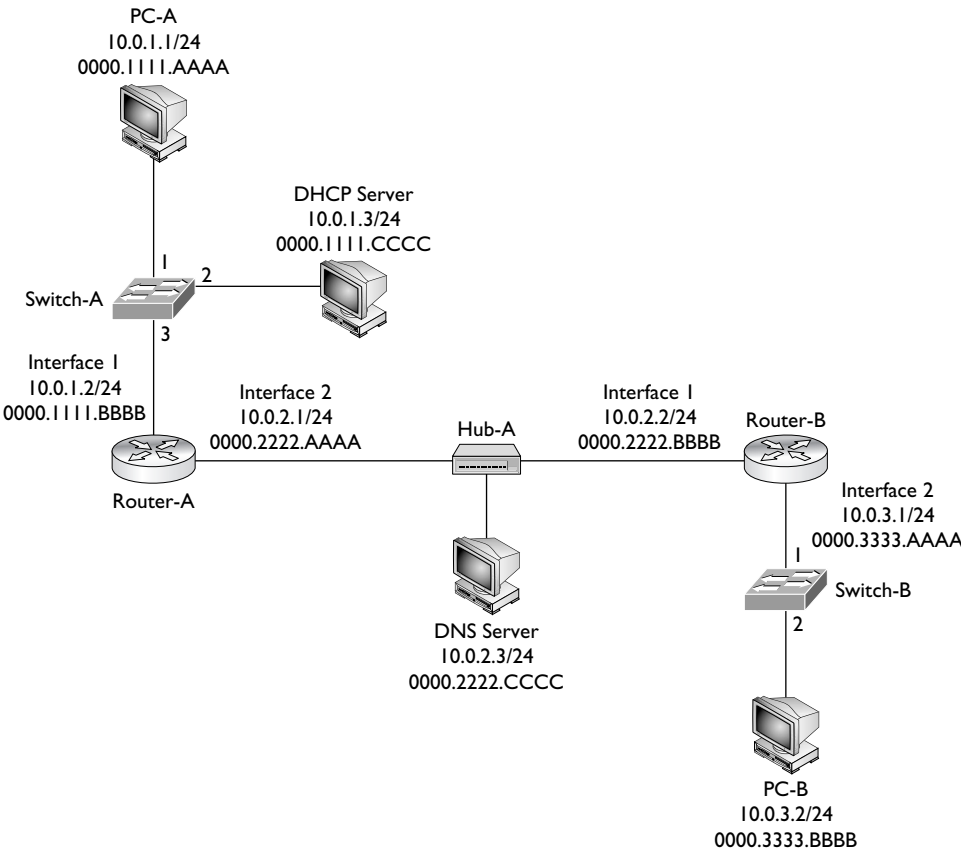 PC-A
10.0.1.1/24
0000.1111.AAAA
DHCP Server
10.0.1.3/24
0000.1111.CCCC
1
2
Switch-A
3
Interface 1
10.0.1.2/24
0000.1111.BBBB
Router-A
Interface 2
10.0.2.1/24
0000.2222.AAAA
Hub-A
DNS Server
10.0.2.3/24
0000.2222.CCCC
Interface 1
10.0.2.2/24
0000.2222.BBBB
Router-B
Interface 2
10.0.3.1/24
0000.3333.AAAA
1
Switch-B
2
PC-B
10.0.3.2/24
0000.3333.BBBB